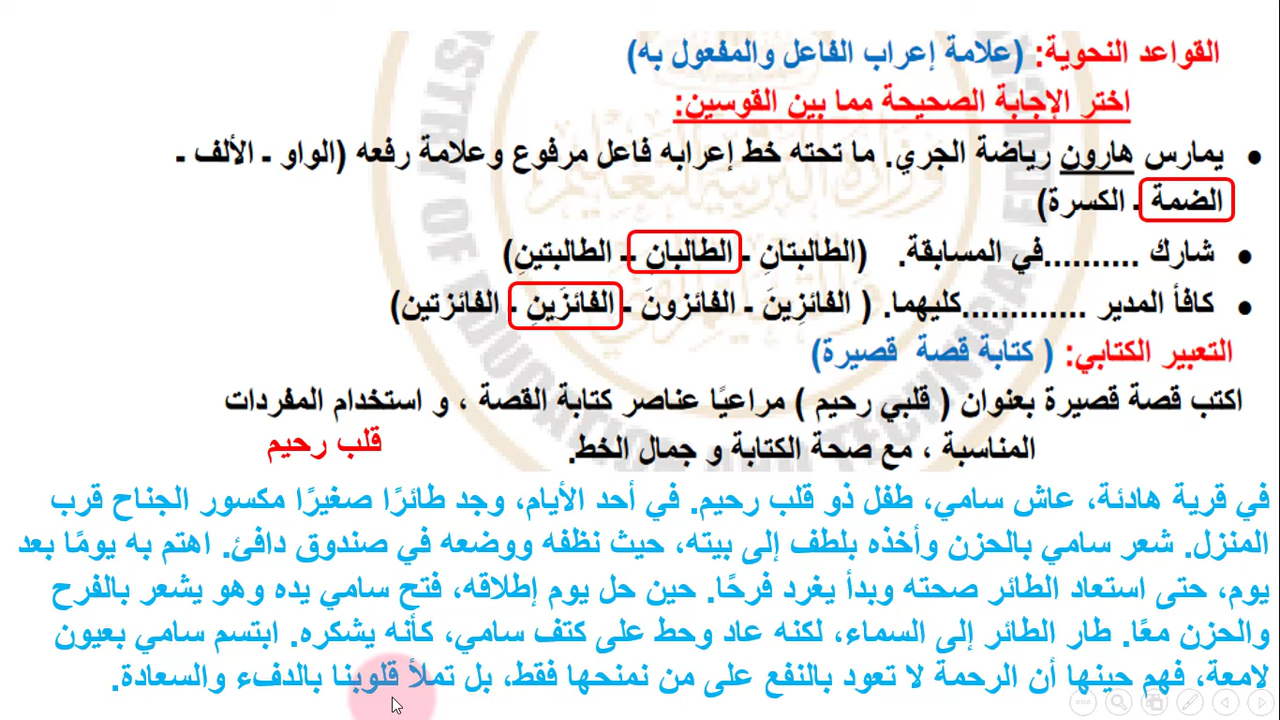 القواعد النحوية: (علامة إعراب الفاعل والمفعول به)
اختر الإجابة الصحيحة مما بين القوسين:
• يمارس هارون رياضة الجري. ما تحته خط إعرابه فاعل مرفوع وعلامة رفعه (الواو ـ الألف ـ
الضمة ـ الكسرة)
• شارك ..........في المسابقة. (الطالبتانِ ـ الطالبانِ ـ الطالبتينِ)
• كافأ المدير .............كليهما. ( الفائزِينَ ـ الفائزونَ ـ الفائزَينِ ـ الفائزتين)
التعبير الكتابي: ( كتابة قصة قصيرة)
اكتب قصة قصيرة بعنوان ( قلبي رحيم ) مراعيًا عناصر كتابة القصة ، و استخدام المفردات
المناسبة ، مع صحة الكتابة و جمال الخط.
قلب رحيم
في قرية هادئة، عاش سامي، طفل ذو قلب رحيم. في أحد الأيام، وجد طائرًا صغيرًا مكسور الجناح قرب
المنزل. شعر سامي بالحزن وأخذه بلطف إلى بيته، حيث نظفه ووضعه في صندوق دافئ. اهتم به يومًا بعد
يوم، حتى استعاد الطائر صحته وبدأ يغرد فرحًا. حين حل يوم إطلاقه، فتح سامي يده وهو يشعر بالفرح
والحزن معًا. طار الطائر إلى السماء، لكنه عاد وحط على كتف سامي، كأنه يشكره. ابتسم سامي بعيون
لامعة، فهم حينها أن الرحمة لا تعود بالنفع على من نمنحها فقط، بل تملأ قلوبنا بالدفء والسعادة.